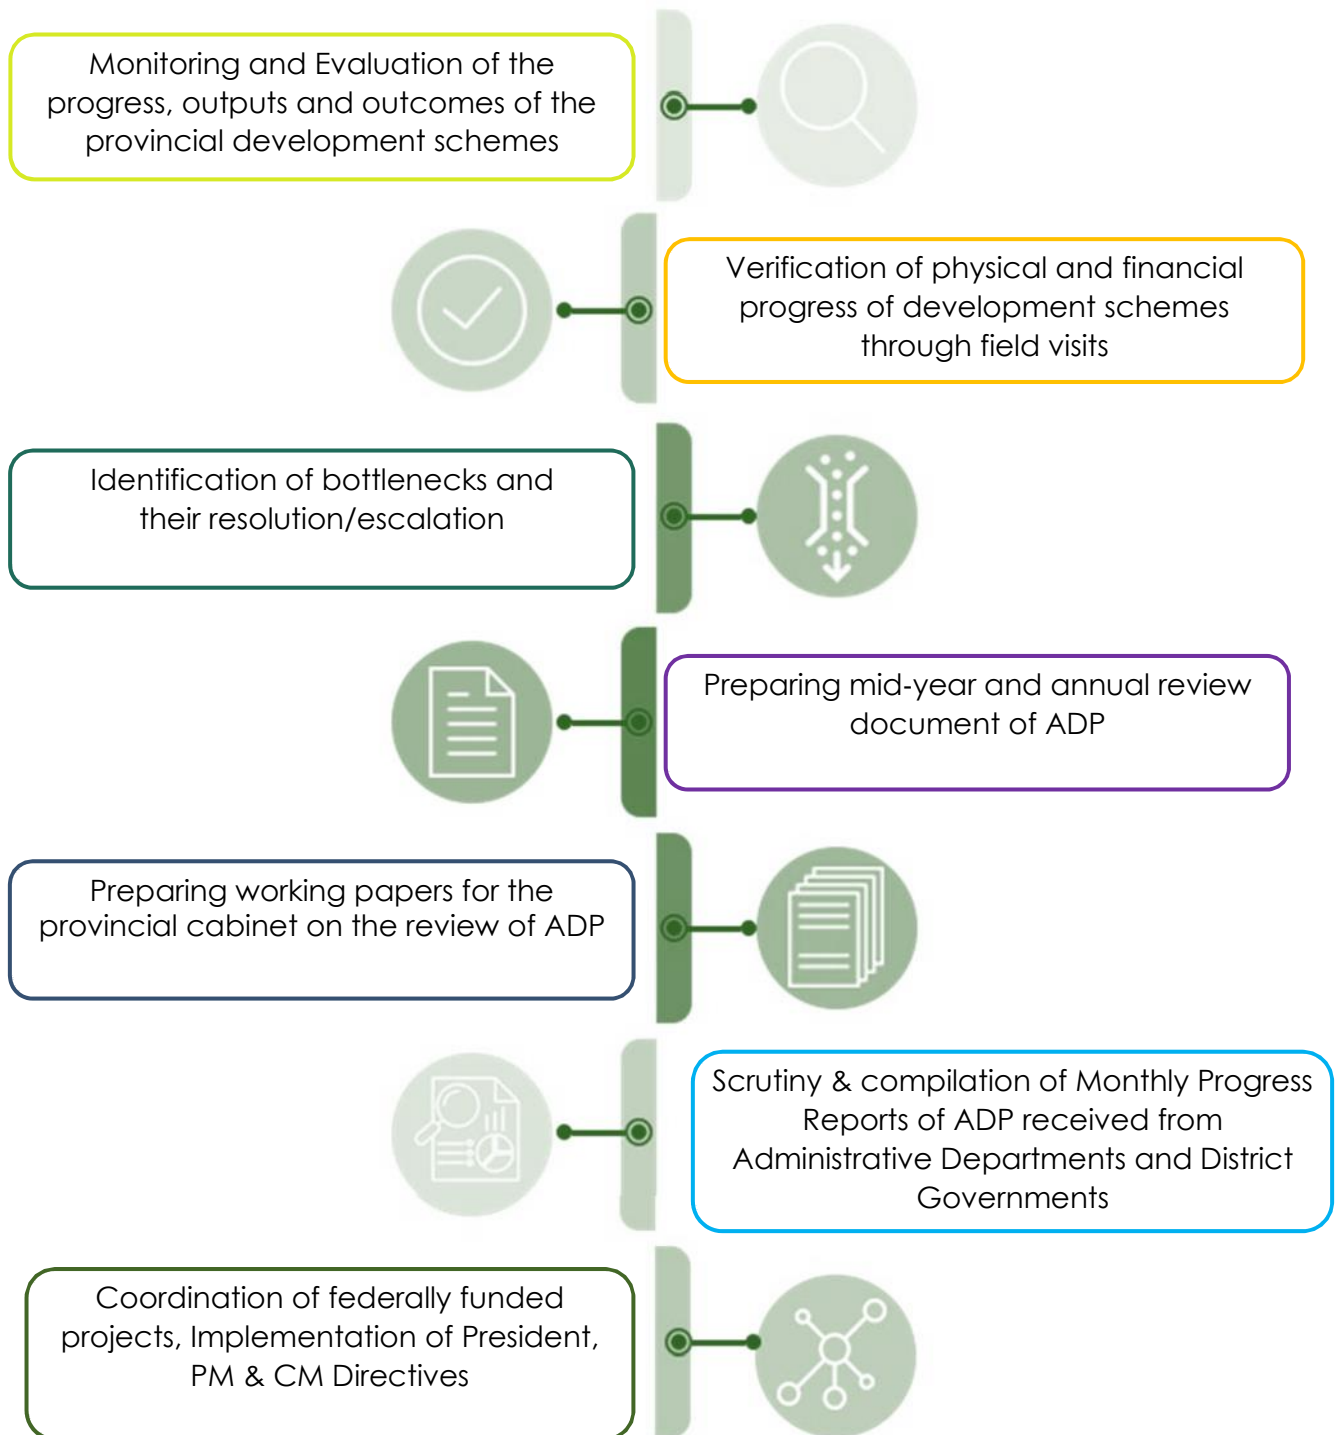 Monitoring and Evaluation of the
progress, outputs and outcomes of the
provincial development schemes
Verification of physical and financial
progress of development schemes
through field visits
Identification of bottlenecks and
their resolution/escalation
Preparing mid-year and annual review
document of ADP
Preparing working papers for the
provincial cabinet on the review of ADP
Scrutiny & compilation of Monthly Progress
Reports of ADP received from
Administrative Departments and District
Governments
Coordination of federally funded
projects, Implementation of President,
PM & CM Directives